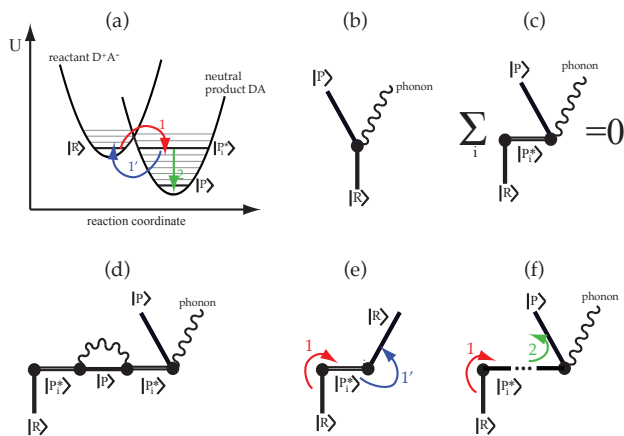 (a)
U
reactant D⁺A⁻
neutral
product DA
1
|R⟩
|Pᵢ*⟩
1'
2
|P⟩
reaction coordinate
(b)
|P⟩
phonon
|R⟩
(c)
phonon
|P⟩
∑ᵢ
=0
|Pᵢ*⟩
|R⟩
(d)
|P⟩
phonon
|Pᵢ*⟩ |P⟩ |Pᵢ*⟩
|R⟩
(e)
|R⟩
1
|Pᵢ*⟩
1'
|R⟩
(f)
phonon
|P⟩
1
2
...
|Pᵢ*⟩
|R⟩